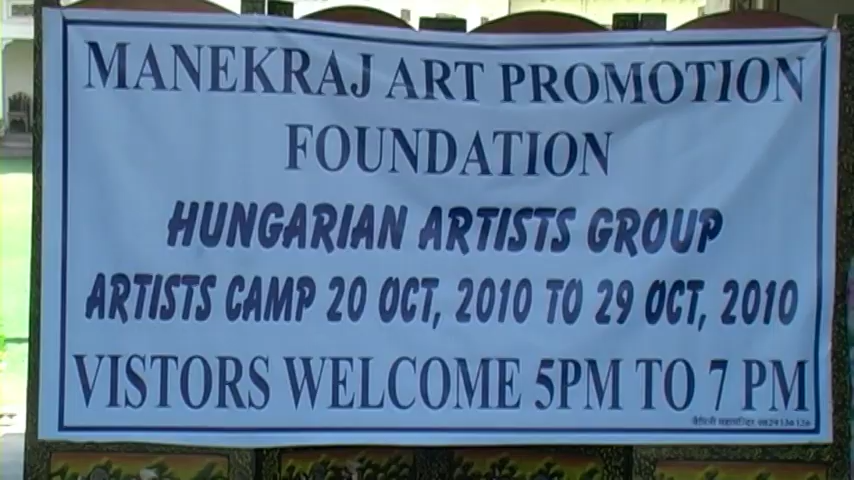 MANEKRAJ ART PROMOTION
FOUNDATION
HUNGARIAN ARTISTS GROUP
ARTISTS CAMP 20 OCT, 2010 TO 29 OCT, 2010
VISTORS WELCOME 5PM TO 7 PM